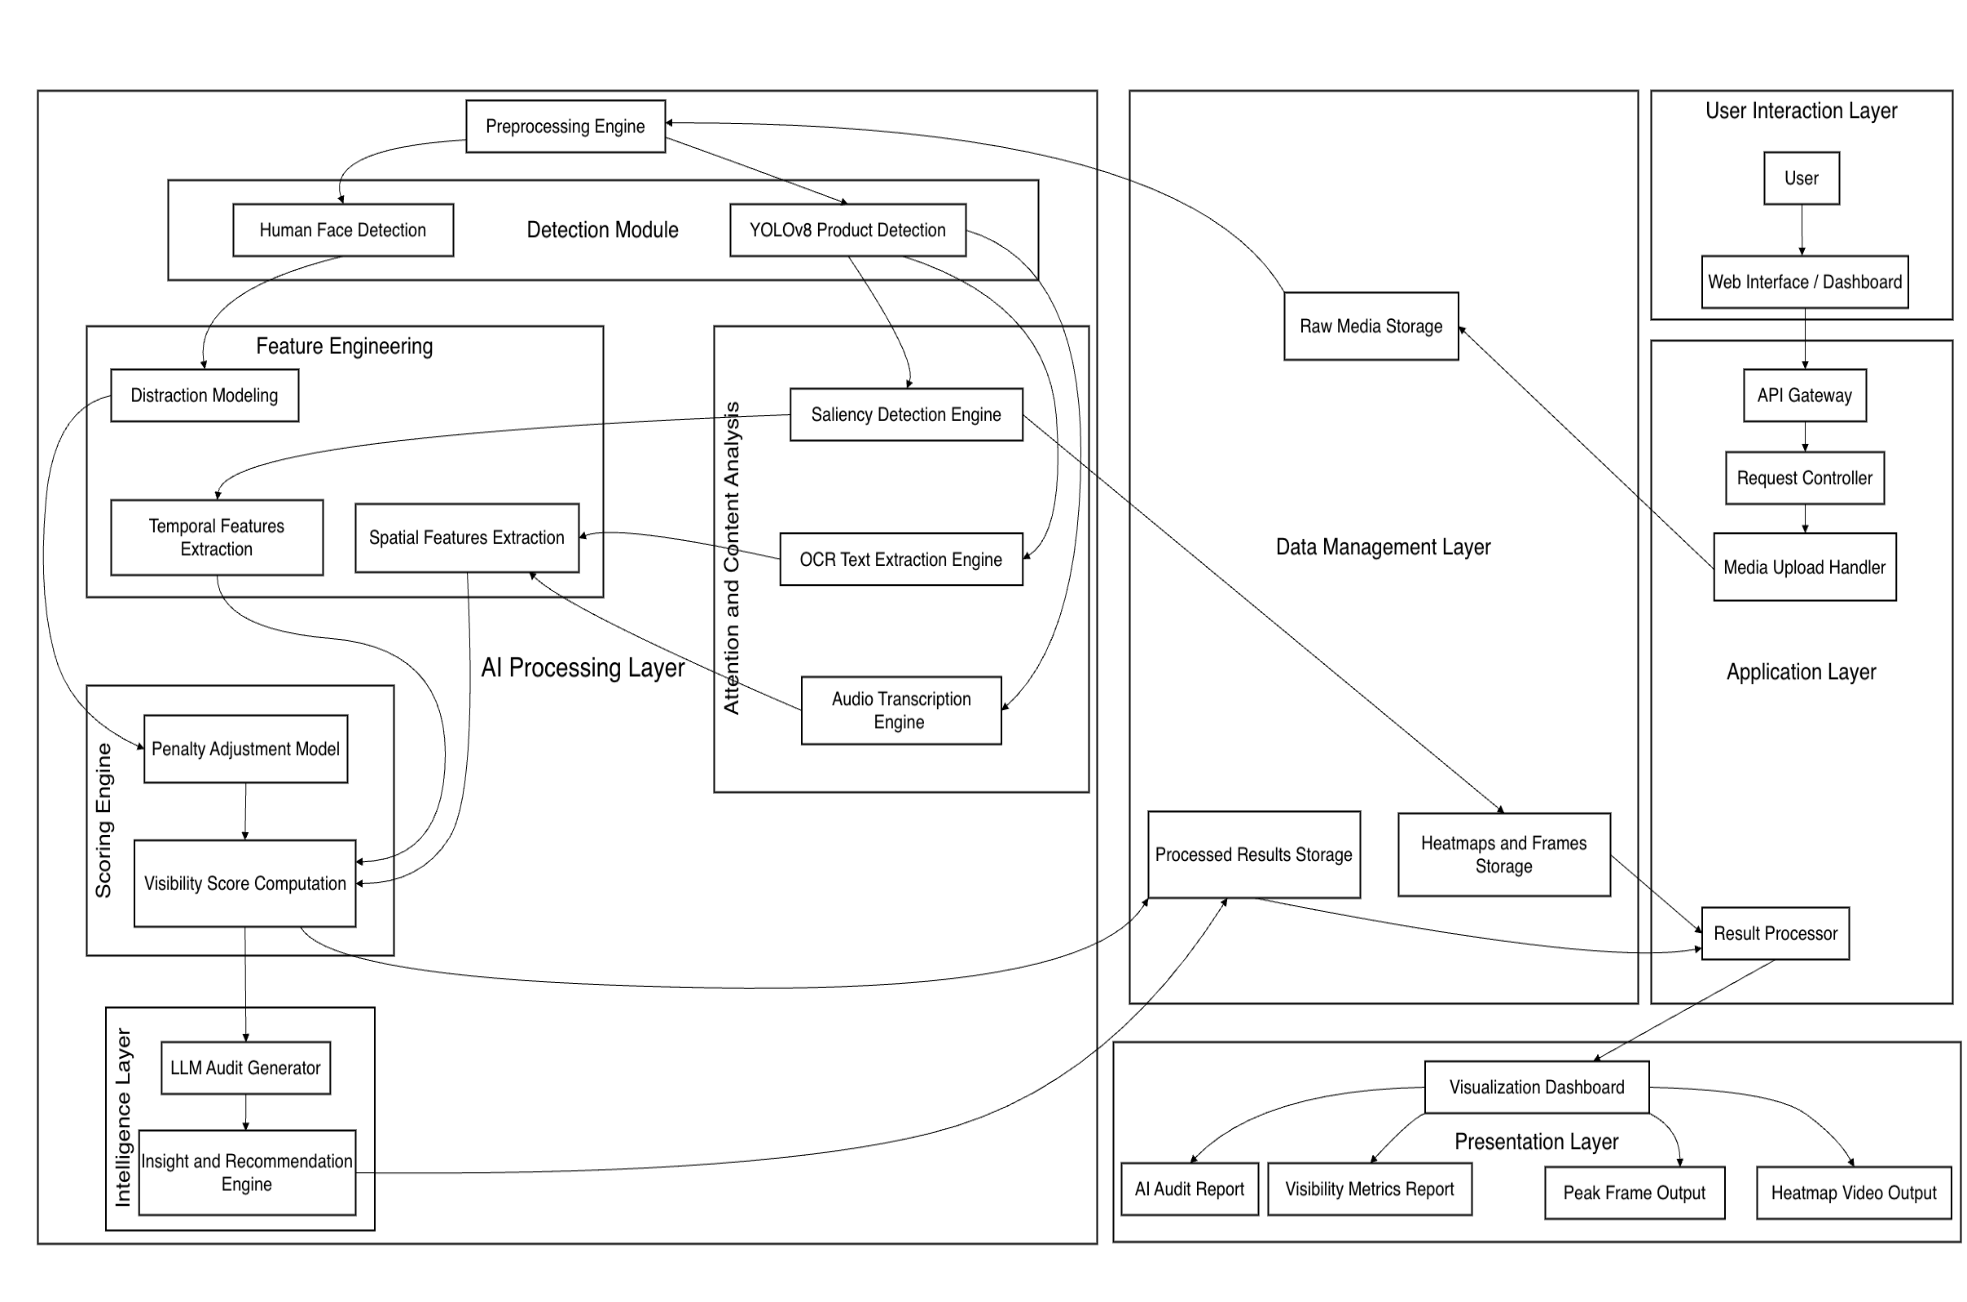 Preprocessing Engine
Human Face Detection
Detection Module
YOLOv8 Product Detection
Feature Engineering
Distraction Modeling
Temporal Features
Extraction
Spatial Features Extraction
Attention and Content Analysis
Saliency Detection Engine
OCR Text Extraction Engine
Audio Transcription
Engine
AI Processing Layer
Scoring Engine
Penalty Adjustment Model
Visibility Score Computation
Intelligence Layer
LLM Audit Generator
Insight and Recommendation
Engine
Raw Media Storage
Data Management Layer
Processed Results Storage
Heatmaps and Frames
Storage
User Interaction Layer
User
Web Interface / Dashboard
API Gateway
Request Controller
Media Upload Handler
Application Layer
Result Processor
Visualization Dashboard
Presentation Layer
AI Audit Report
Visibility Metrics Report
Peak Frame Output
Heatmap Video Output